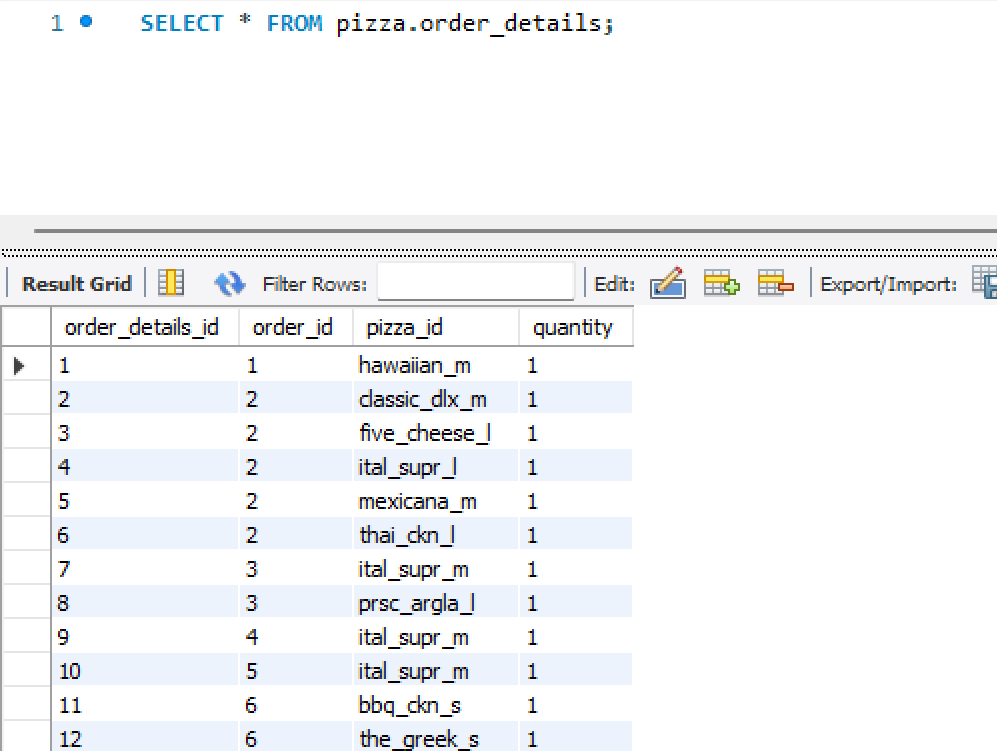 1 SELECT * FROM pizza.order_details;
Result Grid Filter Rows: Edit: Export/Import:
order_details_id order_id pizza_id quantity
1 1 hawaiian_m 1
2 2 classic_dlx_m 1
3 2 five_cheese_l 1
4 2 ital_supr_l 1
5 2 mexicana_m 1
6 2 thai_ckn_l 1
7 3 ital_supr_m 1
8 3 prsc_argla_l 1
9 4 ital_supr_m 1
10 5 ital_supr_m 1
11 6 bbq_ckn_s 1
12 6 the_greek_s 1